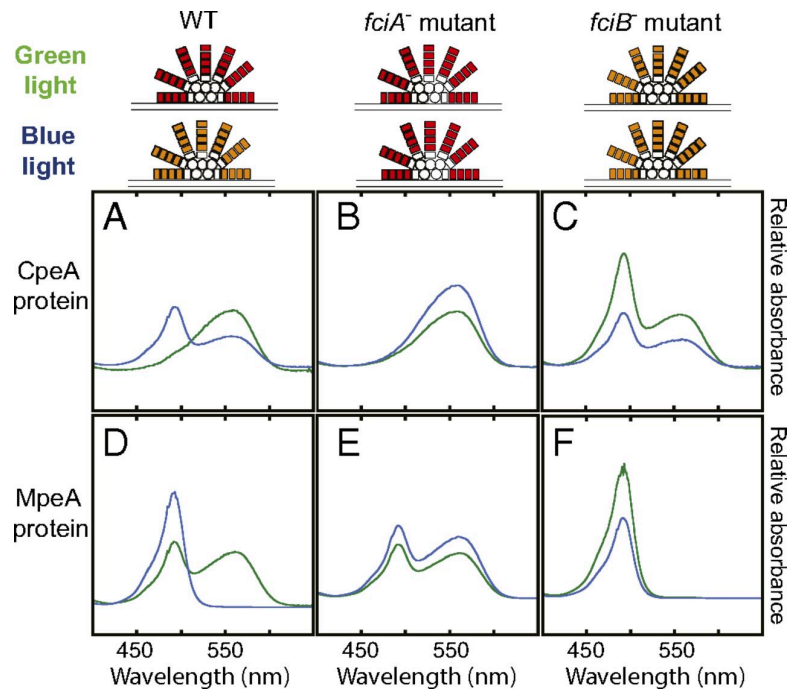 WT
fciA⁻ mutant
fciB⁻ mutant
Green
light
Blue
light
A
B
C
CpeA
protein
Relative absorbance
D
E
F
MpeA
protein
Relative absorbance
450 550 450 550 450 550
Wavelength (nm) Wavelength (nm) Wavelength (nm)